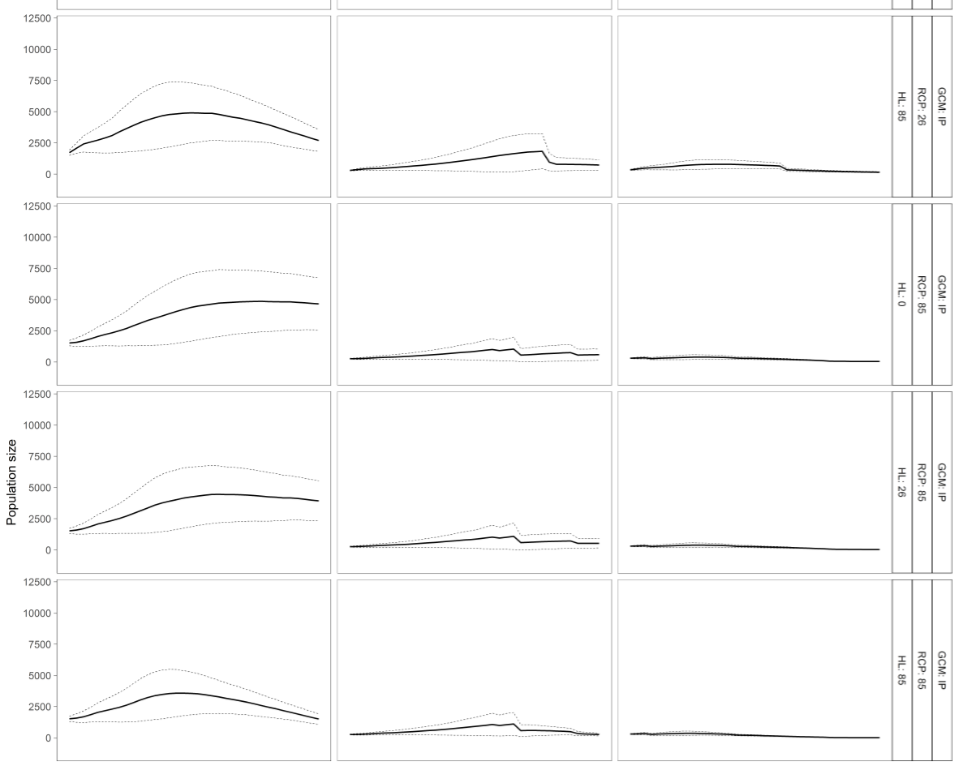 12500
10000
7500
5000
2500
0
HL: 85
RCP: 26
GCM: IP
12500
10000
7500
5000
2500
0
HL: 0
RCP: 85
GCM: IP
Population size
12500
10000
7500
5000
2500
0
HL: 26
RCP: 85
GCM: IP
12500
10000
7500
5000
2500
0
HL: 85
RCP: 85
GCM: IP